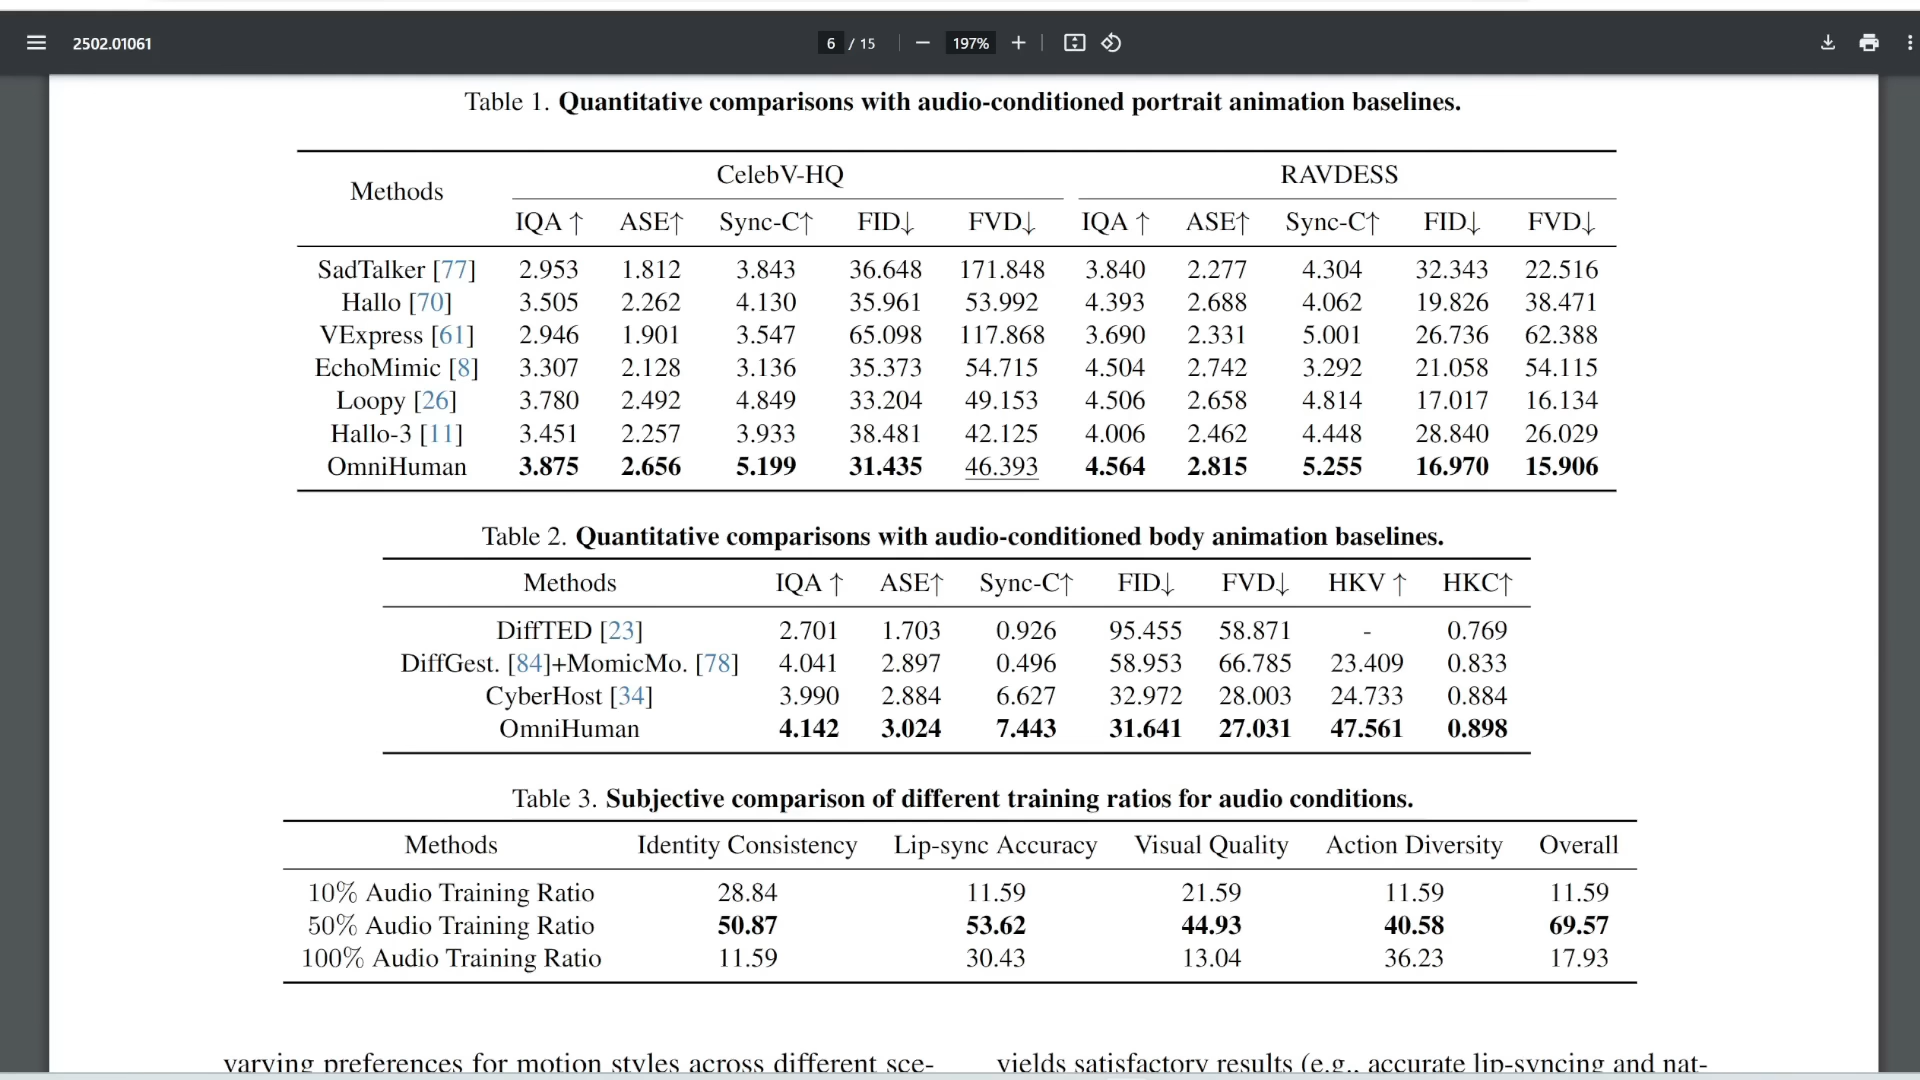 2502.01061
6 / 15
197%
Table 1. Quantitative comparisons with audio-conditioned portrait animation baselines.
Methods CelebV-HQ RAVDESS
IQA ↑ ASE↑ Sync-C↑ FID↓ FVD↓ IQA ↑ ASE↑ Sync-C↑ FID↓ FVD↓
SadTalker [77] 2.953 1.812 3.843 36.648 171.848 3.840 2.277 4.304 32.343 22.516
Hallo [70] 3.505 2.262 4.130 35.961 53.992 4.393 2.688 4.062 19.826 38.471
VExpress [61] 2.946 1.901 3.547 65.098 117.868 3.690 2.331 5.001 26.736 62.388
EchoMimic [8] 3.307 2.128 3.136 35.373 54.715 4.504 2.742 3.292 21.058 54.115
Loopy [26] 3.780 2.492 4.849 33.204 49.153 4.506 2.658 4.814 17.017 16.134
Hallo-3 [11] 3.451 2.257 3.933 38.481 42.125 4.006 2.462 4.448 28.840 26.029
OmniHuman 3.875 2.656 5.199 31.435 46.393 4.564 2.815 5.255 16.970 15.906
Table 2. Quantitative comparisons with audio-conditioned body animation baselines.
Methods IQA ↑ ASE↑ Sync-C↑ FID↓ FVD↓ HKV ↑ HKC↑
DiffTED [23] 2.701 1.703 0.926 95.455 58.871 - 0.769
DiffGest. [84]+MomicMo. [78] 4.041 2.897 0.496 58.953 66.785 23.409 0.833
CyberHost [34] 3.990 2.884 6.627 32.972 28.003 24.733 0.884
OmniHuman 4.142 3.024 7.443 31.641 27.031 47.561 0.898
Table 3. Subjective comparison of different training ratios for audio conditions.
Methods Identity Consistency Lip-sync Accuracy Visual Quality Action Diversity Overall
10% Audio Training Ratio 28.84 11.59 21.59 11.59 11.59
50% Audio Training Ratio 50.87 53.62 44.93 40.58 69.57
100% Audio Training Ratio 11.59 30.43 13.04 36.23 17.93
varying preferences for motion styles across different sce-
yields satisfactory results (e.g., accurate lip-syncing and nat-